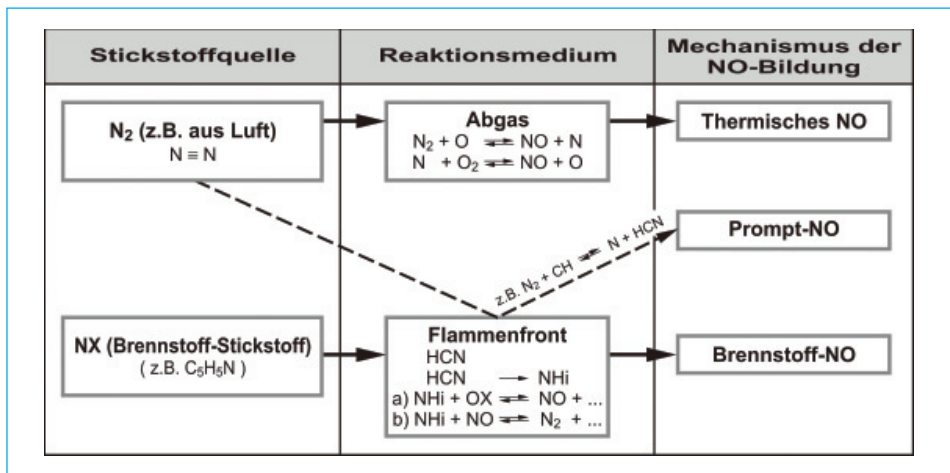 Stickstoffquelle
Reaktionsmedium
Mechanismus der
NO-Bildung
N₂ (z.B. aus Luft)
N ≡ N
Abgas
N₂ + O ⇌ NO + N
N + O₂ ⇌ NO + O
Thermisches NO
Prompt-NO
z.B. N₂ + CH ⇌ N + HCN
NX (Brennstoff-Stickstoff)
( z.B. C₅H₅N )
Flammenfront
HCN
HCN → NHi
a) NHi + OX ⇌ NO + ...
b) NHi + NO ⇌ N₂ + ...
Brennstoff-NO